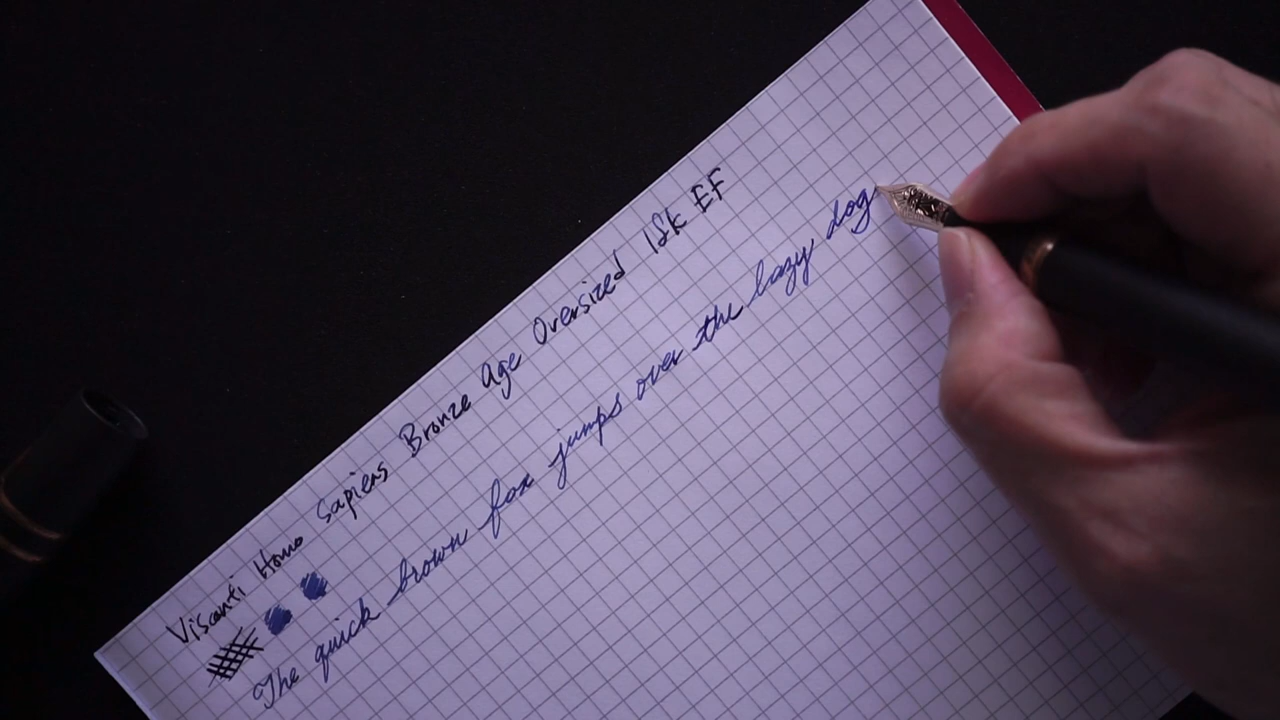 Visconti Homo Sapiens Bronze Age Oversized 18k EF
The quick brown fox jumps over the lazy dog